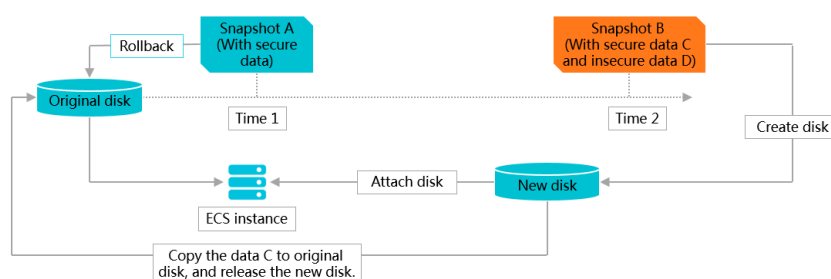 Snapshot A
(With secure
data)
Snapshot B
(With secure data C
and insecure data D)
Rollback
Original disk
Time 1
Time 2
Create disk
Attach disk
New disk
ECS instance
Copy the data C to original
disk, and release the new disk.